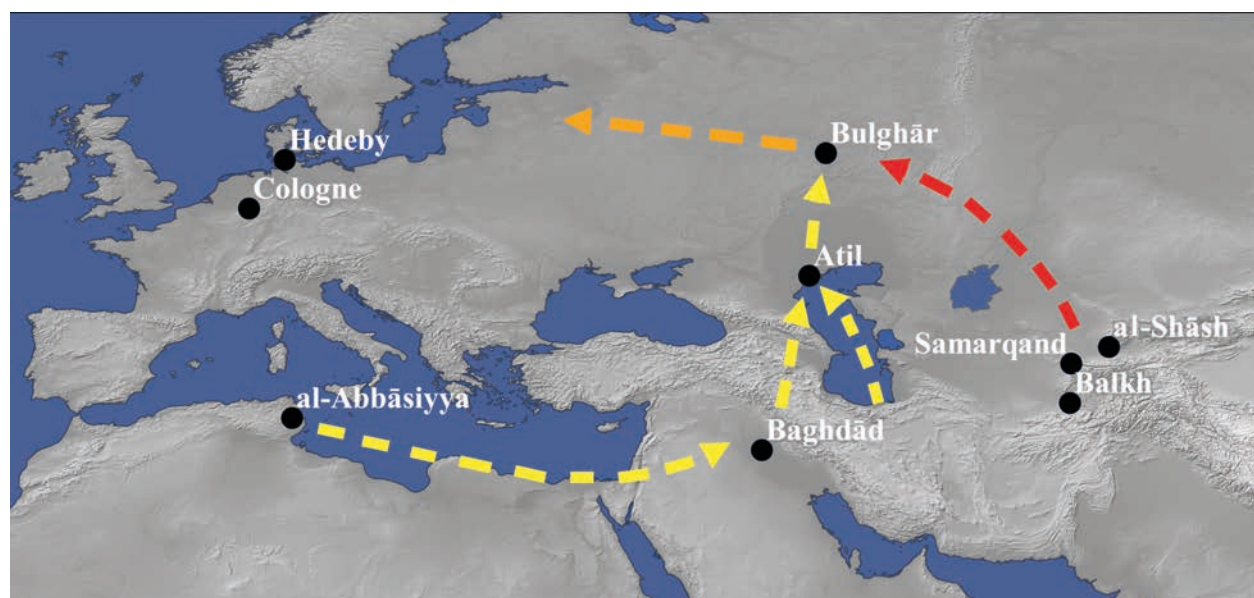 Hedeby
Bulghār
Cologne
Atil
al-Shāsh
Samarqand
Balkh
al-Abbāsiyya
Baghdād